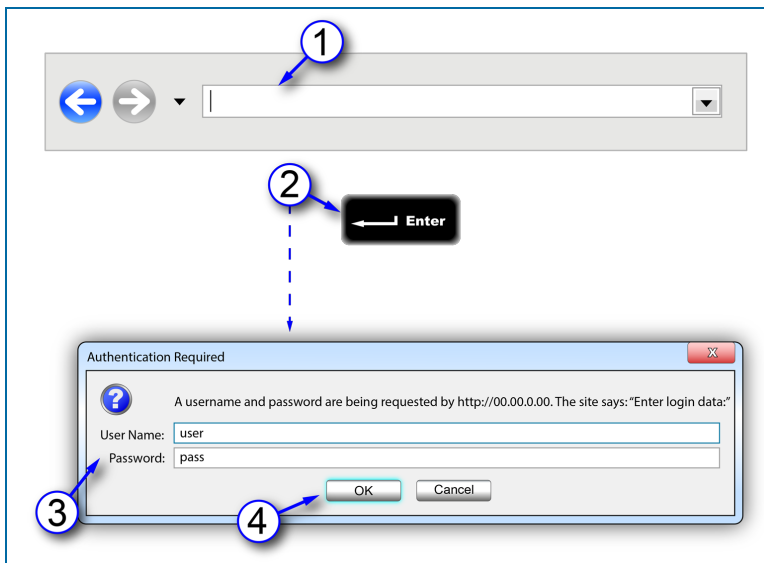 1
2
Enter
Authentication Required
X
A username and password are being requested by http://00.00.0.00. The site says: “Enter login data:”
User Name: user
Password: pass
3
OK Cancel
4